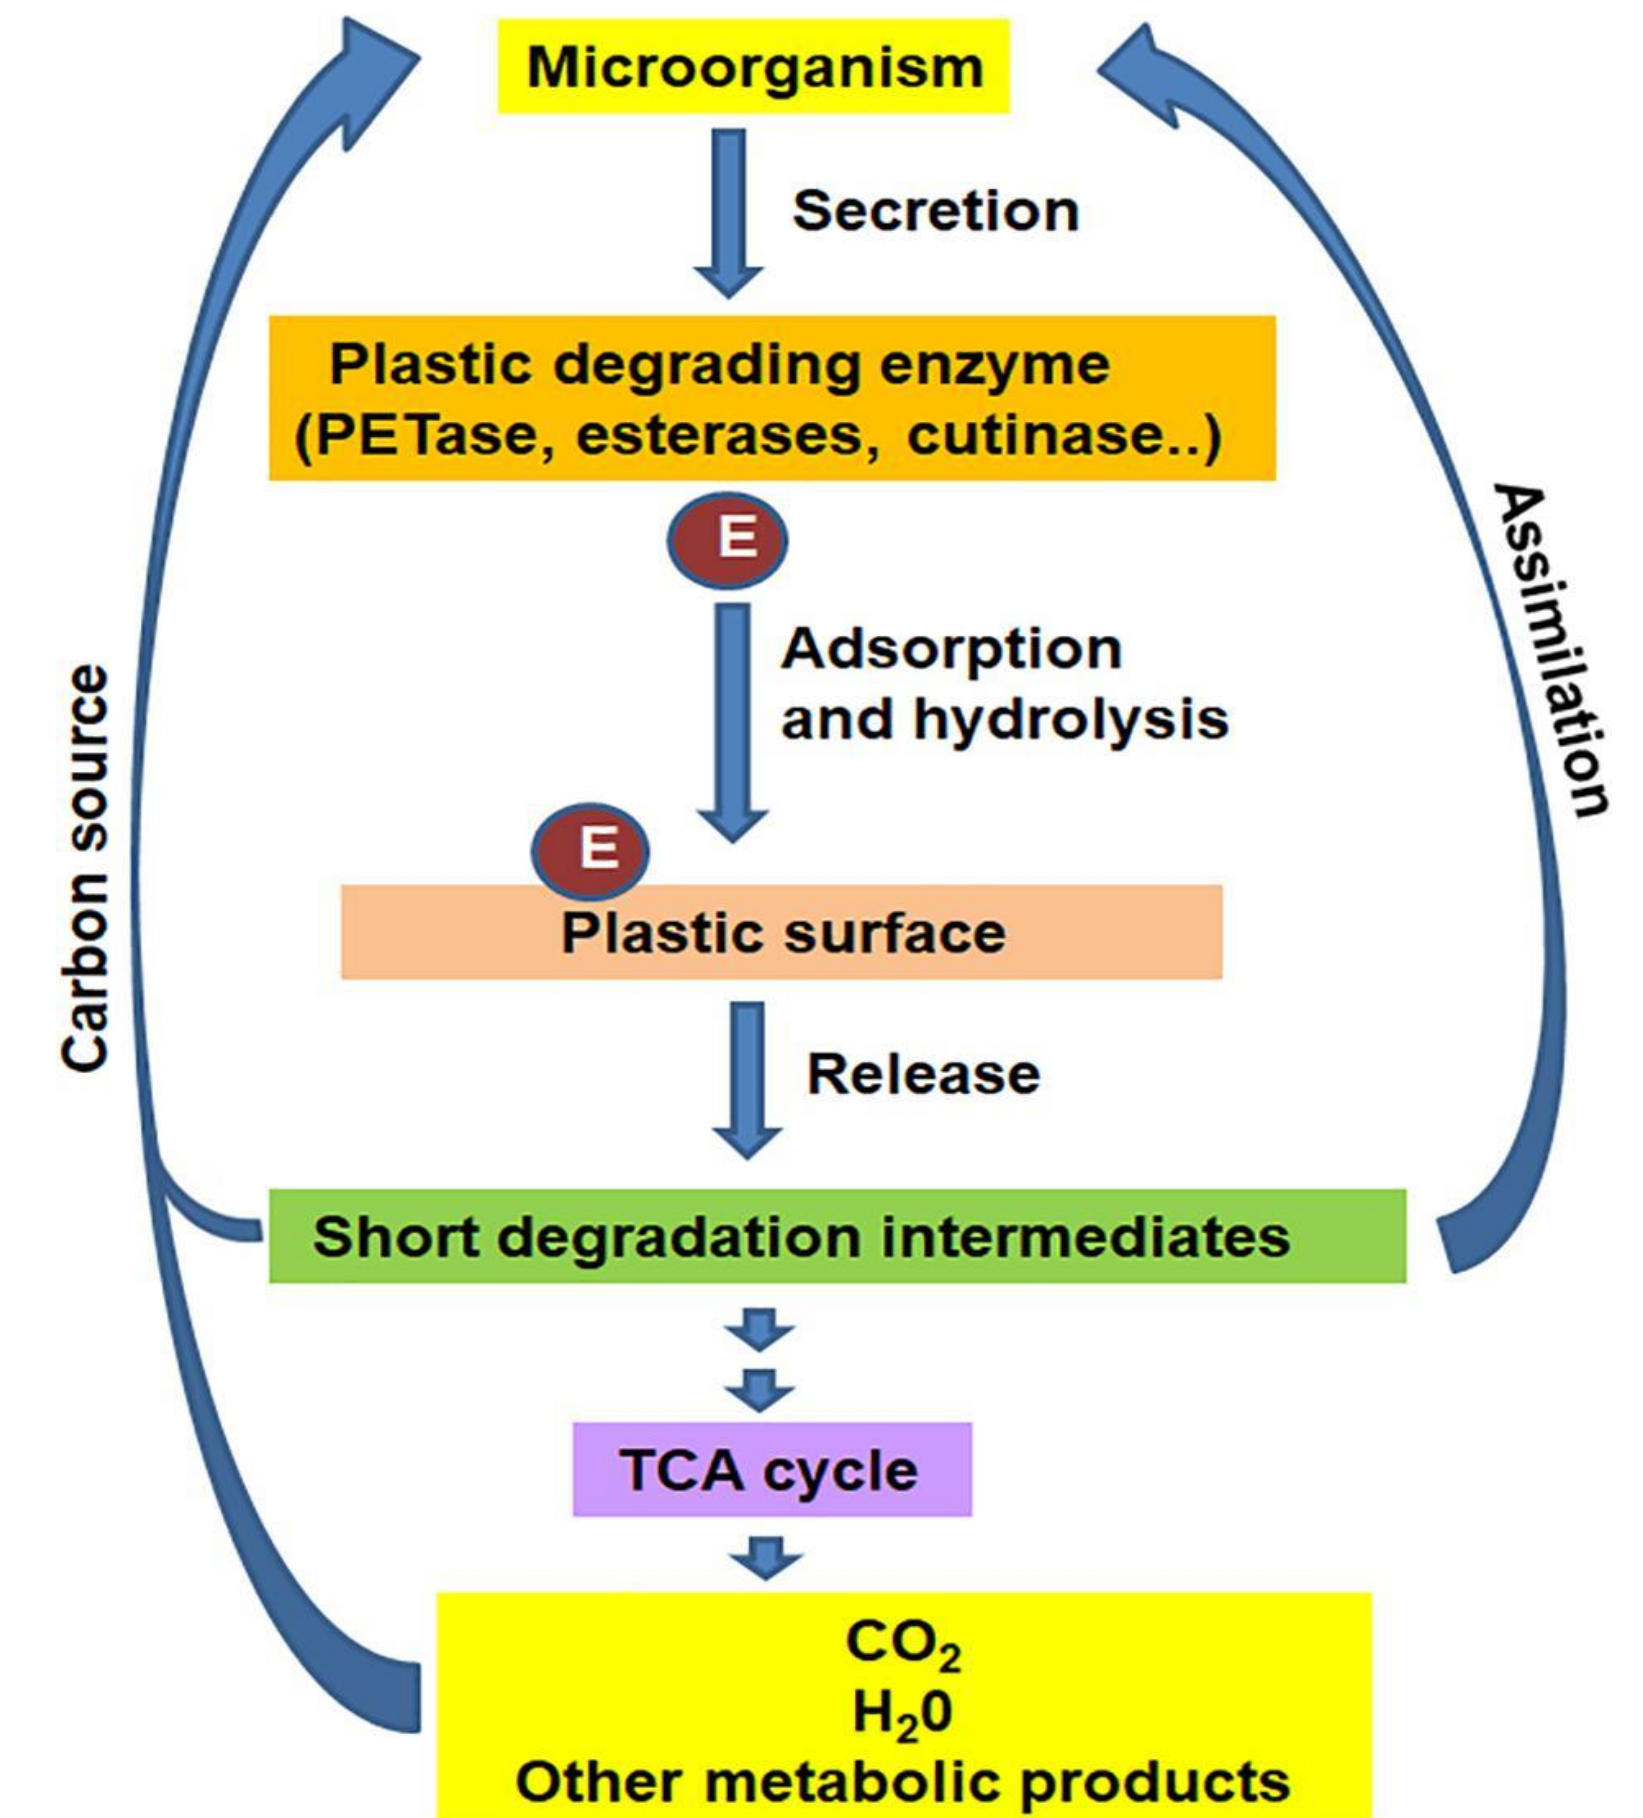 Microorganism
Secretion
Plastic degrading enzyme
(PETase, esterases, cutinase..)
E
Adsorption
and hydrolysis
E
Plastic surface
Release
Short degradation intermediates
TCA cycle
CO₂
H₂0
Other metabolic products
Carbon source
Assimilation